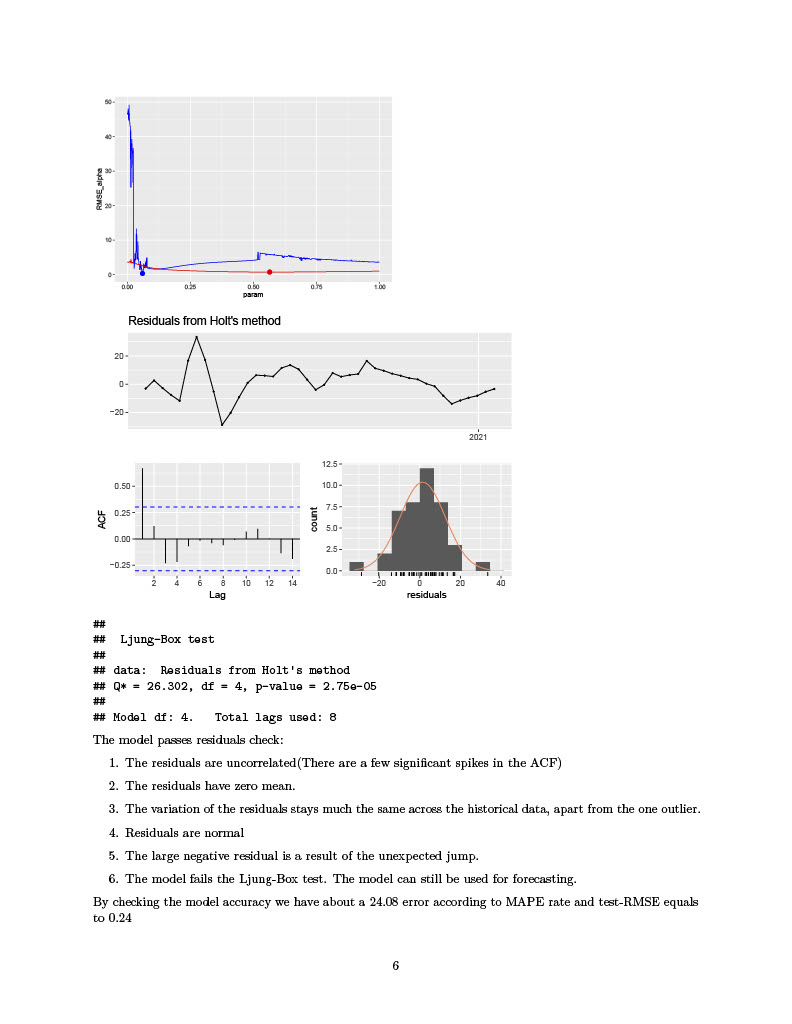 50
40
30
20
10
0
RMSE_alpha
0.00 0.25 0.50 0.75 1.00
param
Residuals from Holt's method
20
0
−20
2021
0.50
0.25
0.00
−0.25
ACF
2 4 6 8 10 12 14
Lag
12.5
10.0
7.5
5.0
2.5
0.0
count
−20 0 20 40
residuals
##
## Ljung-Box test
##
## data: Residuals from Holt's method
## Q* = 26.302, df = 4, p-value = 2.75e-05
##
## Model df: 4. Total lags used: 8
The model passes residuals check:
1. The residuals are uncorrelated(There are a few significant spikes in the ACF)
2. The residuals have zero mean.
3. The variation of the residuals stays much the same across the historical data, apart from the one outlier.
4. Residuals are normal
5. The large negative residual is a result of the unexpected jump.
6. The model fails the Ljung-Box test. The model can still be used for forecasting.
By checking the model accuracy we have about a 24.08 error according to MAPE rate and test-RMSE equals
to 0.24
6